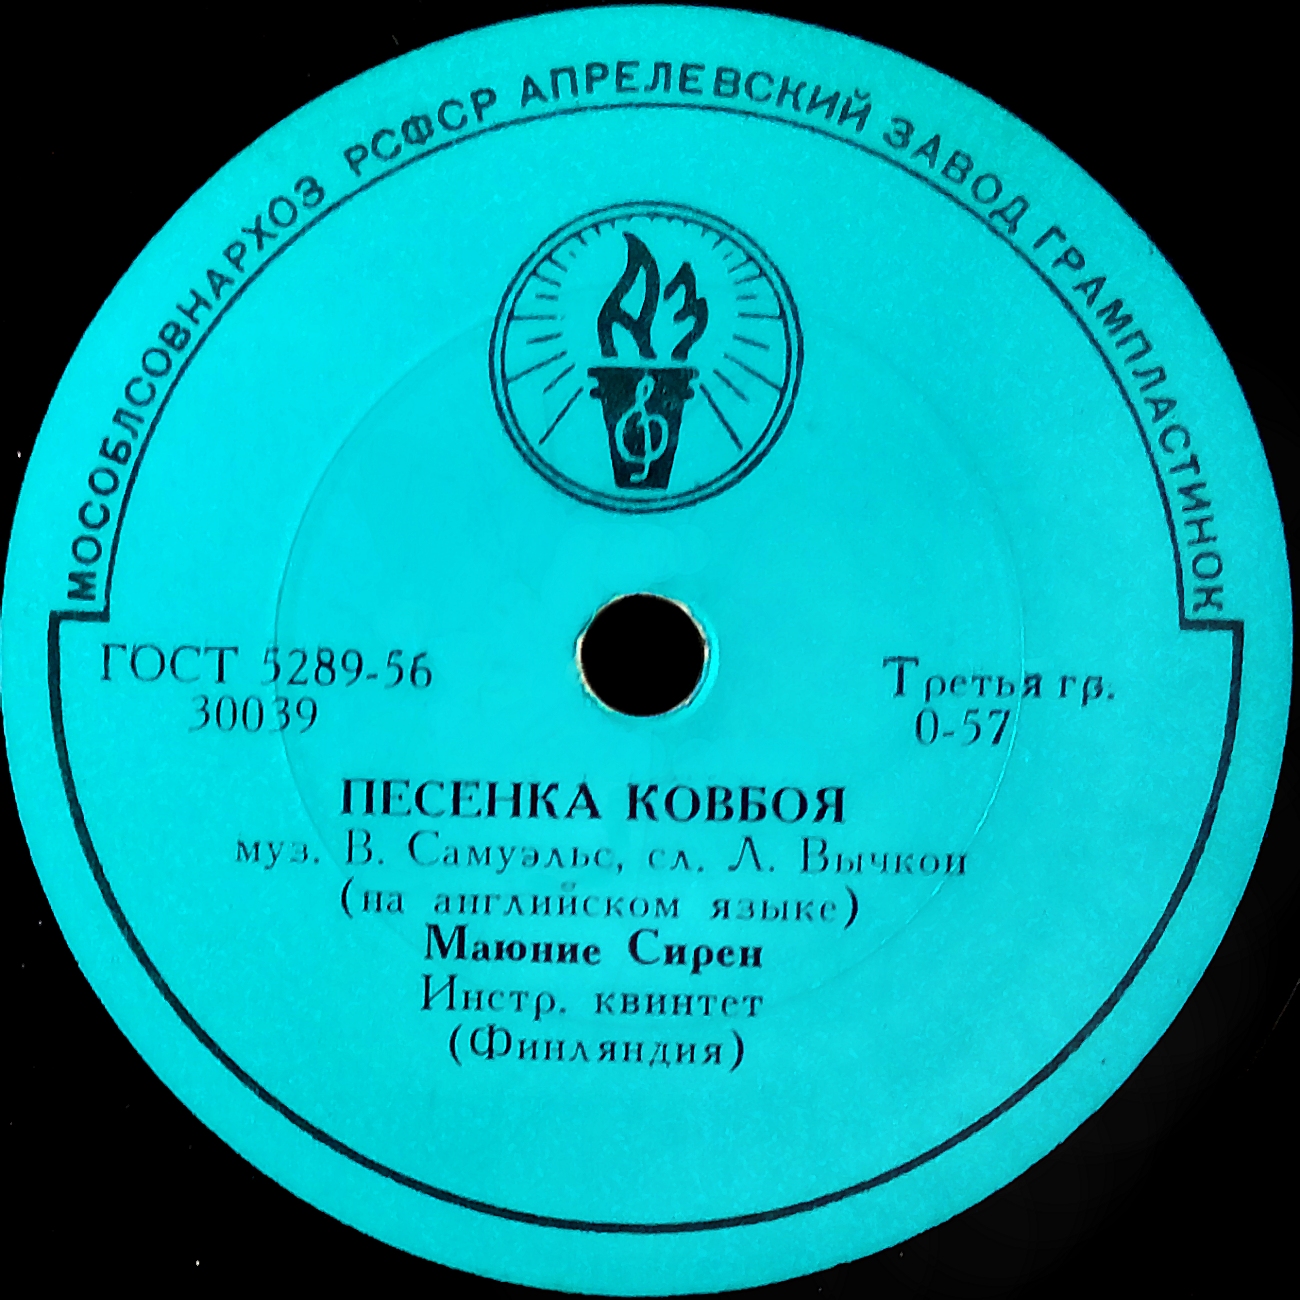 МОСОБЛСОВНАРХОЗ РСФСР АПРЕЛЕВСКИЙ ЗАВОД ГРАМПЛАСТИНОК
АЗ
ГОСТ 5289-56
30039
Третья гр.
0-57
ПЕСЕНКА КОВБОЯ
муз. В. Самуэльс, сл. Л. Вычкои
(на английском языке)
Маюние Сирен
Инстр. квинтет
(Финляндия)